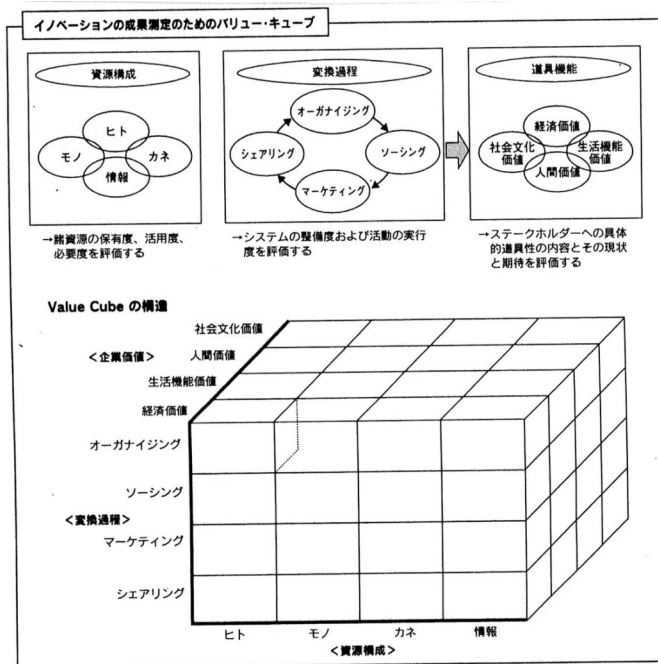 イノベーションの成果測定のためのバリュー・キューブ
資源構成
ヒト
モノ
カネ
情報
→諸資源の保有度、活用度、
必要度を評価する
変換過程
オーガナイジング
シェアリング
ソーシング
マーケティング
→システムの整備度および活動の実行
度を評価する
道具機能
経済価値
社会文化
価値
生活機能
価値
人間価値
→ステークホルダーへの具体
的道具性の内容とその現状
と期待を評価する
Value Cube の構造
社会文化価値
<企業価値> 人間価値
生活機能価値
経済価値
オーガナイジング
ソーシング
<変換過程>
マーケティング
シェアリング
ヒト モノ カネ 情報
<資源構成>